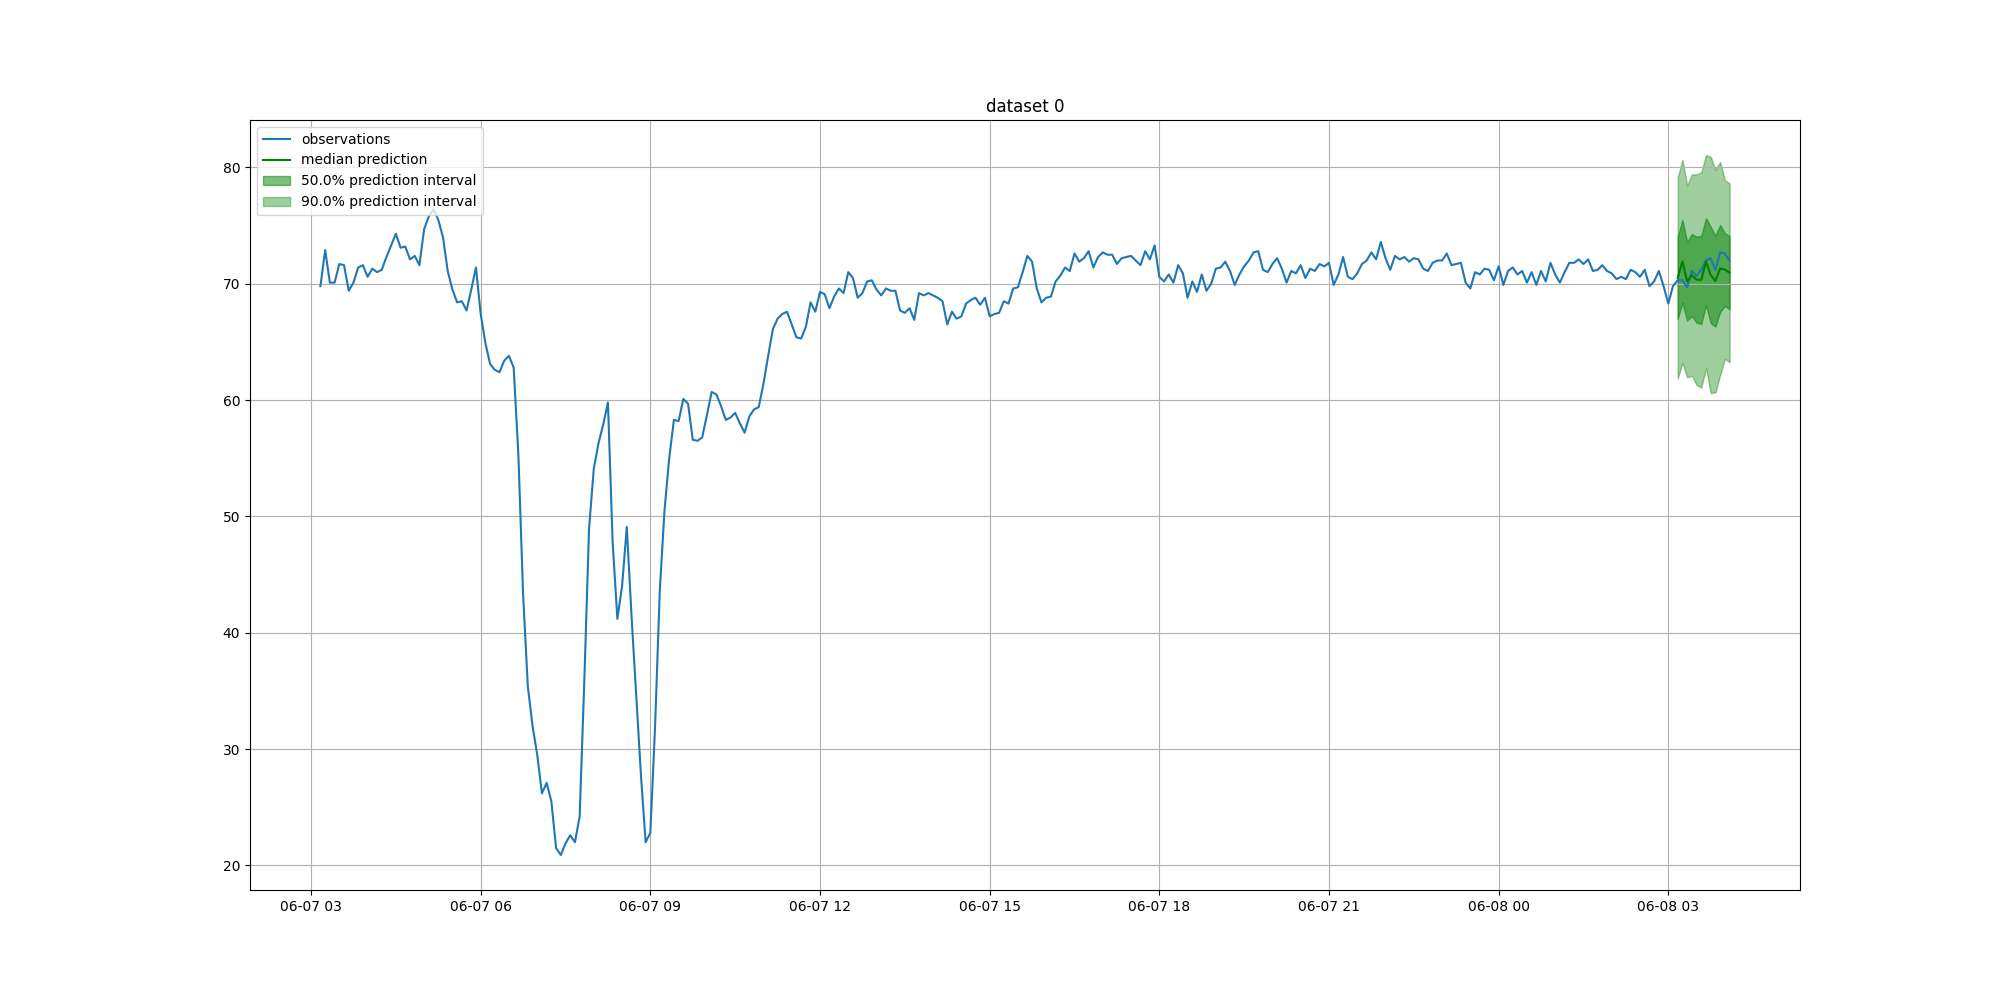 dataset 0
observations
median prediction
50.0% prediction interval
90.0% prediction interval
80
70
60
50
40
30
20
06-07 03 06-07 06 06-07 09 06-07 12 06-07 15 06-07 18 06-07 21 06-08 00 06-08 03